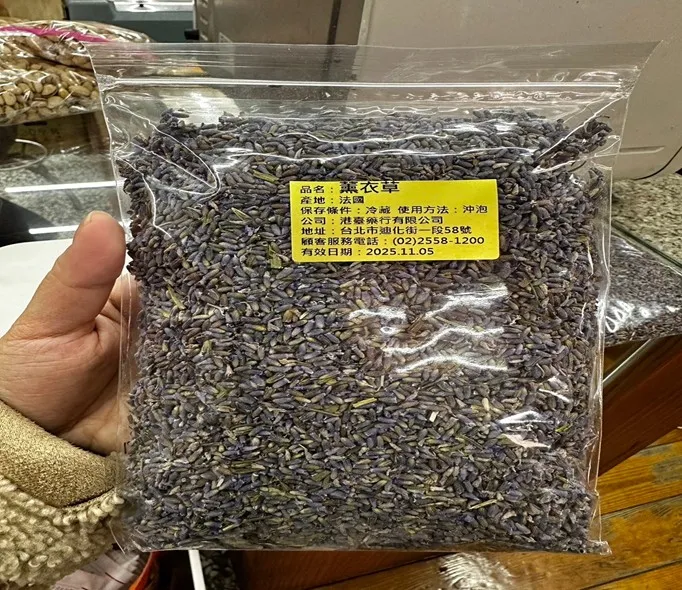 品名：薰衣草
產地：法國
保存條件：冷藏 使用方法：沖泡
公司：港臺藥行有限公司
地址：台北市迪化街一段58號
顧客服務電話：(02)2558-1200
有效日期：2025.11.05